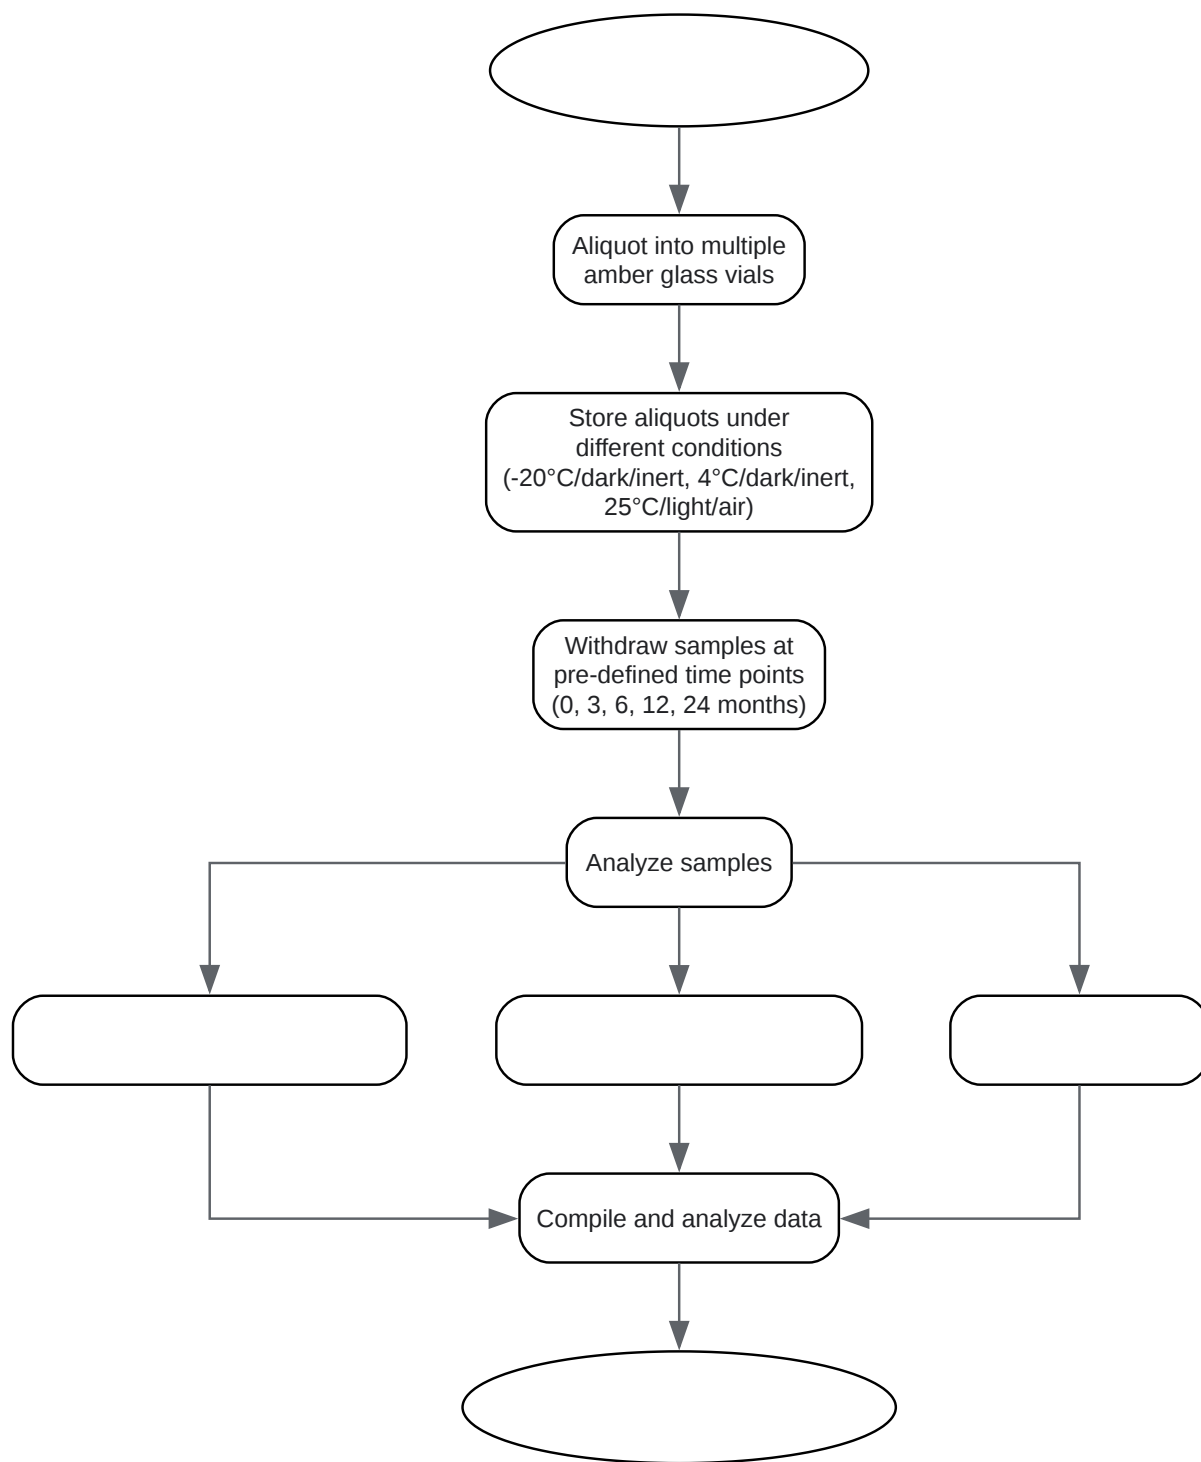 Aliquot into multiple
amber glass vials
Store aliquots under
different conditions
(-20°C/dark/inert, 4°C/dark/inert,
25°C/light/air)
Withdraw samples at
pre-defined time points
(0, 3, 6, 12, 24 months)
Analyze samples
Compile and analyze data